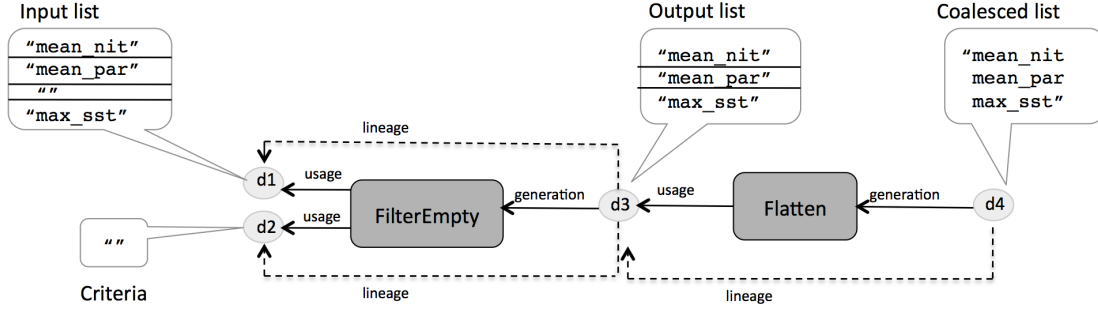 Input list
Output list
Coalesced list
“mean_nit”
“mean_par”
“”
“max_sst”
“mean_nit”
“mean_par”
“max_sst”
“mean_nit
mean_par
max_sst”
lineage
d1
usage
FilterEmpty
generation
d3
usage
Flatten
generation
d4
usage
d2
“”
Criteria
lineage
lineage